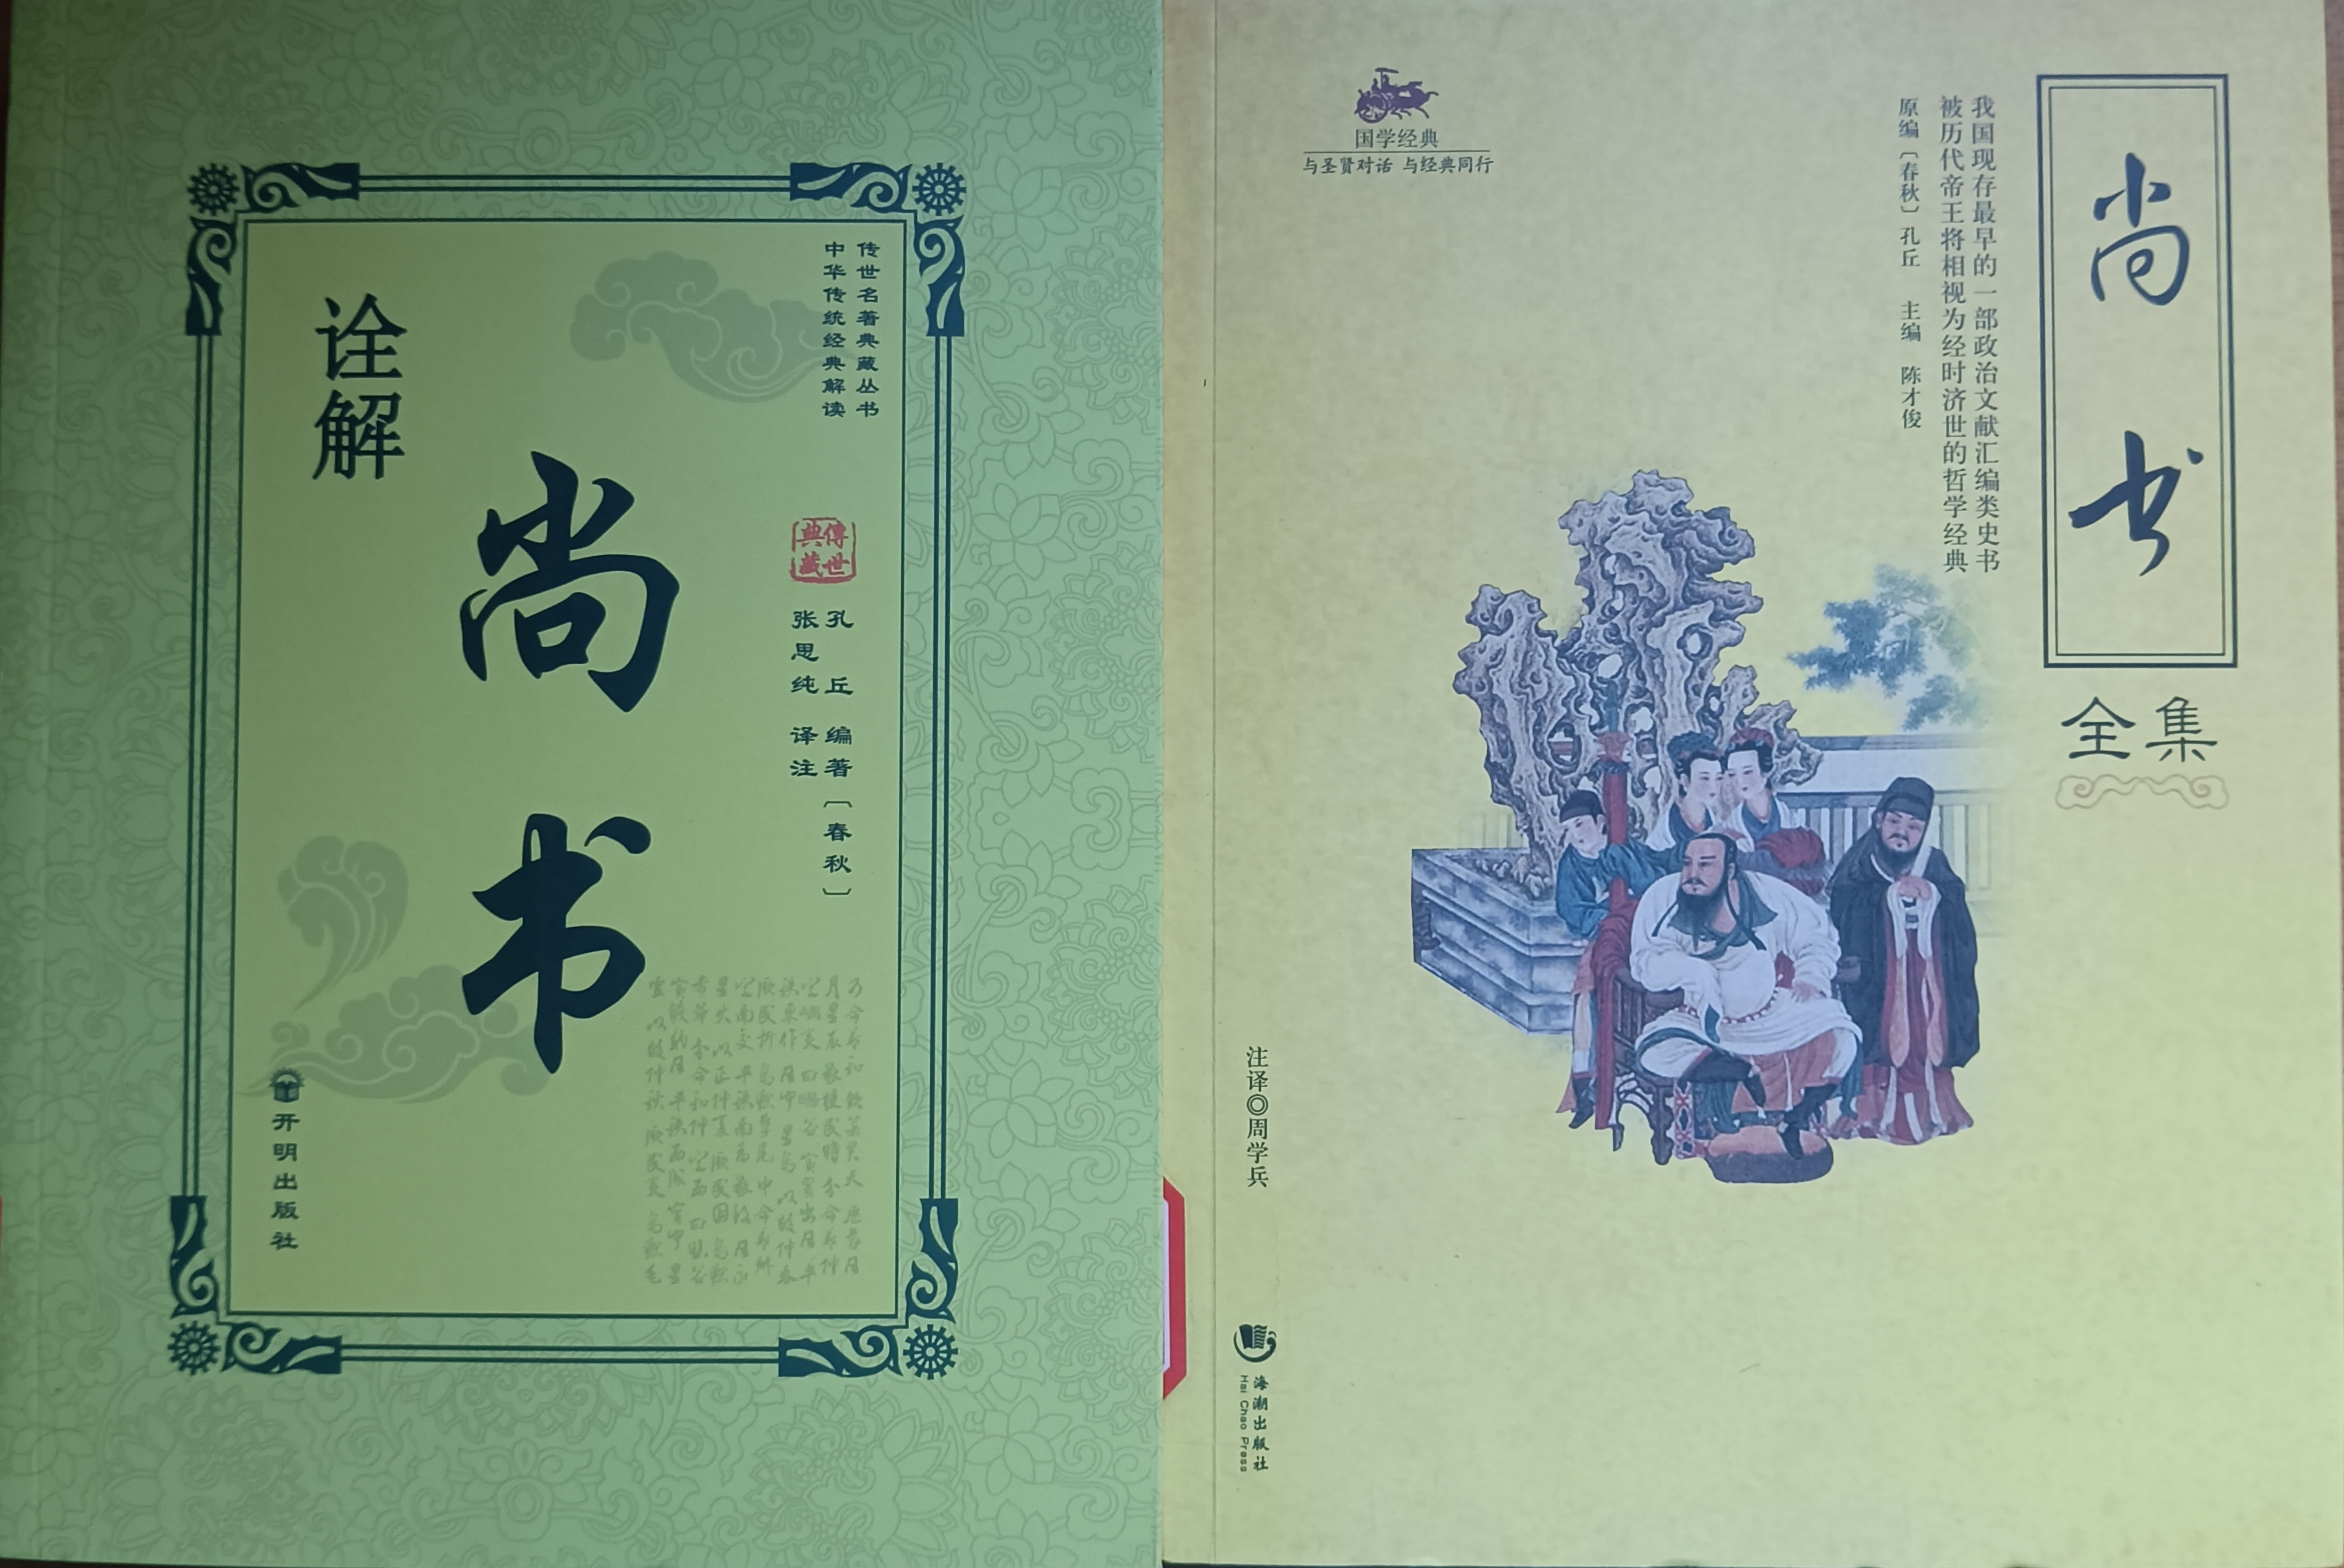 传世名著典藏丛书
中华传统经典解读
诠解
尚书
傳世
典藏
孔丘 编著〔春秋〕
张思纯 译注
开明出版社
国学经典
与圣贤对话 与经典同行
尚书
全集
我国现存最早的一部政治文献汇编类史书
被历代帝王将相视为经时济世的哲学经典
原编〔春秋〕孔丘 主编 陈才俊
注译◎周学兵
海潮出版社
Hai Chao Press